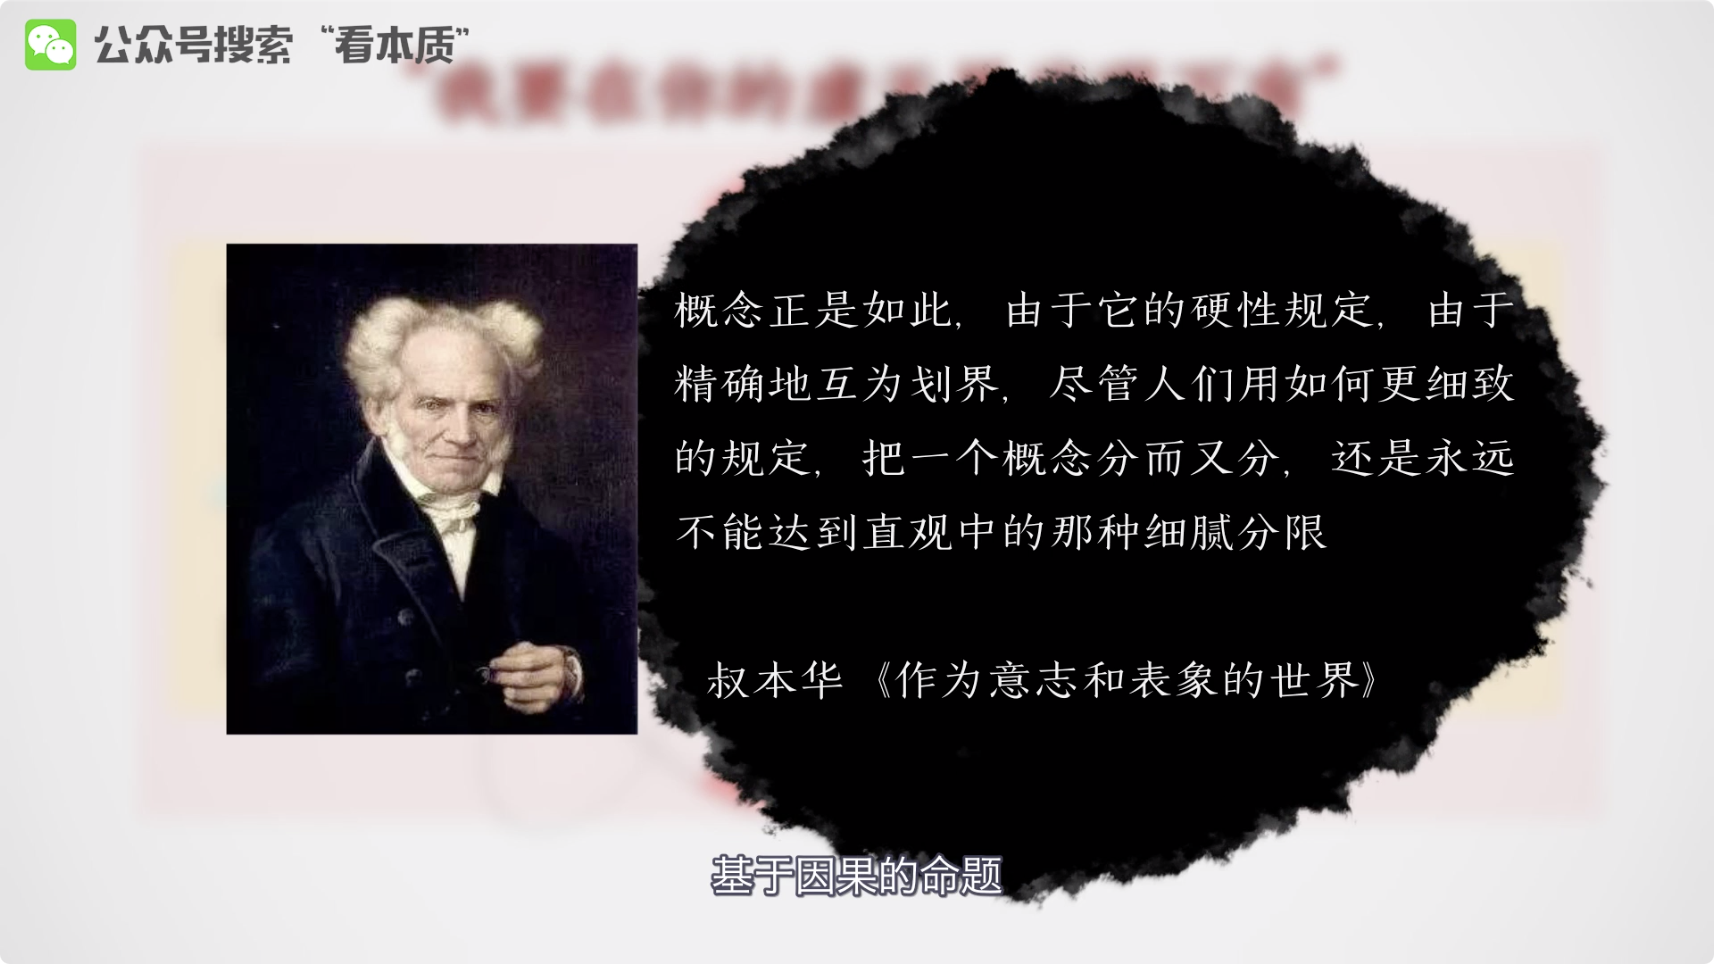 公众号搜索 “看本质”
概念正是如此, 由于它的硬性规定, 由于
精确地互为划界, 尽管人们用如何更细致
的规定, 把一个概念分而又分, 还是永远
不能达到直观中的那种细腻分限
叔本华《作为意志和表象的世界》
基于因果的命题